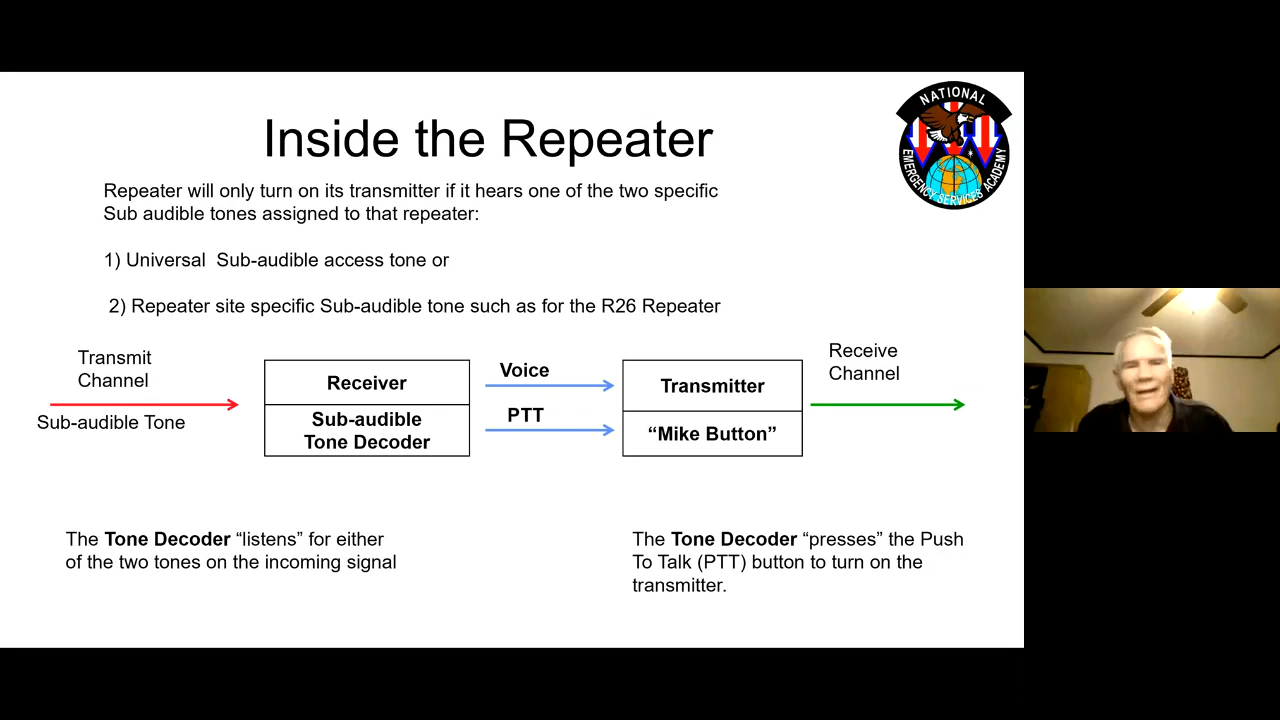 NATIONAL
EMERGENCY SERVICES ACADEMY
Inside the Repeater
Repeater will only turn on its transmitter if it hears one of the two specific
Sub audible tones assigned to that repeater:
1) Universal  Sub-audible access tone or
2) Repeater site specific Sub-audible tone such as for the R26 Repeater
Transmit
Channel
Sub-audible Tone
Receiver
Sub-audible
Tone Decoder
Voice
PTT
Transmitter
“Mike Button”
Receive
Channel
The Tone Decoder “listens” for either
of the two tones on the incoming signal
The Tone Decoder “presses” the Push
To Talk (PTT) button to turn on the
transmitter.